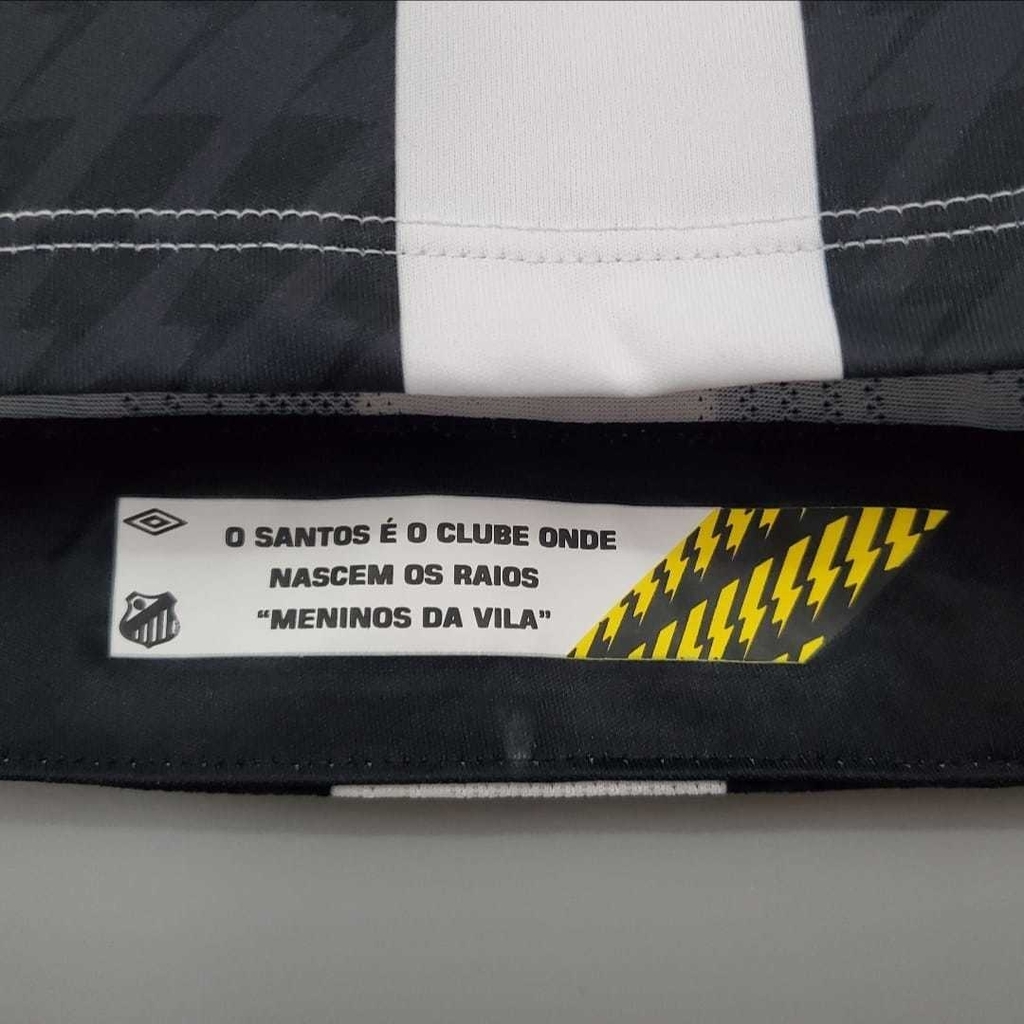 O SANTOS É O CLUBE ONDE
NASCEM OS RAIOS
“MENINOS DA VILA”